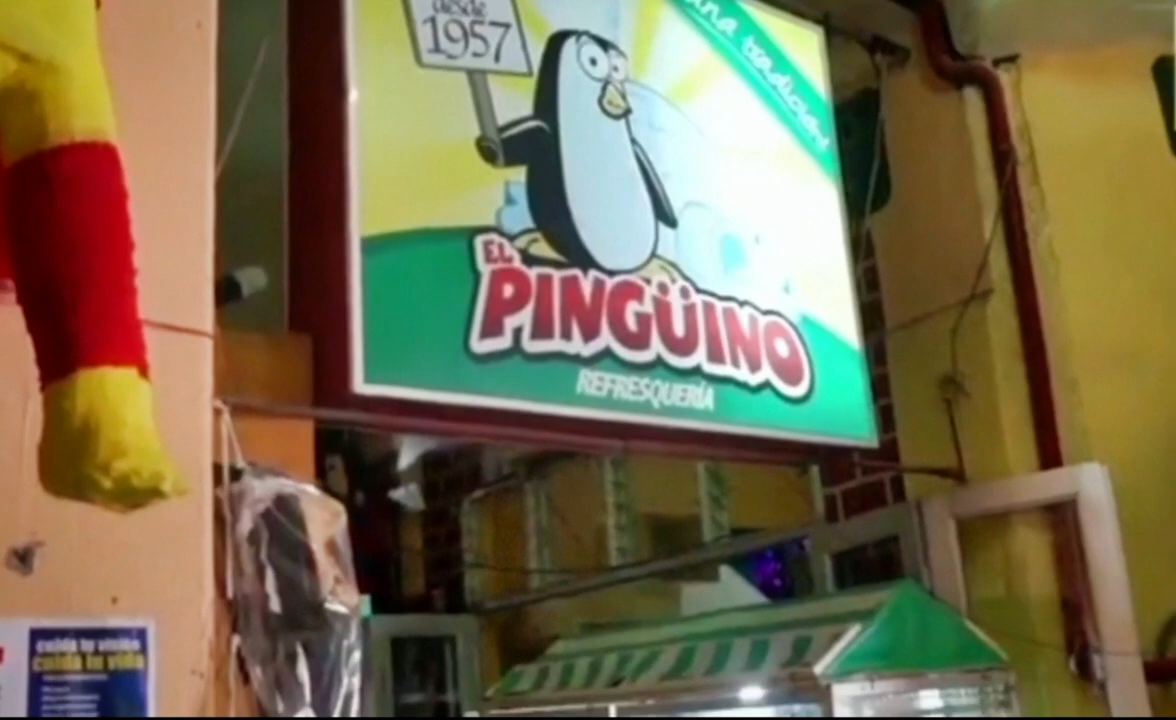 desde
1957
una tradición
EL
PINGÜINO
REFRESQUERÍA
cuida tu visión
cuida tu vida